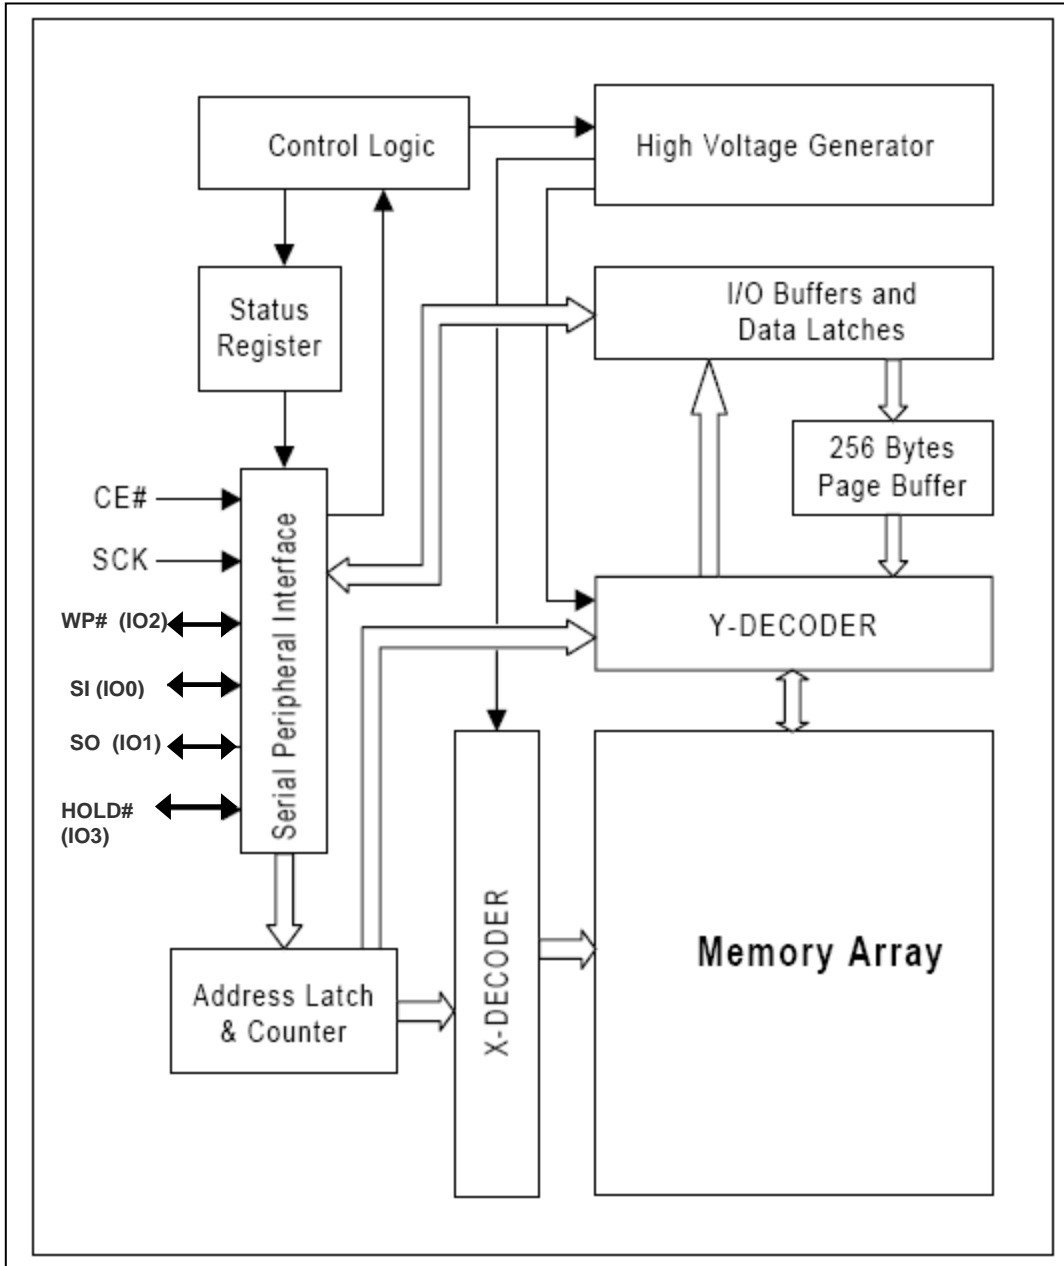 Control Logic
High Voltage Generator
Status
Register
I/O Buffers and
Data Latches
256 Bytes
Page Buffer
CE#
SCK
WP# (IO2)
SI (IO0)
SO (IO1)
HOLD#
(IO3)
Serial Peripheral Interface
Y-DECODER
Address Latch
& Counter
X-DECODER
Memory Array